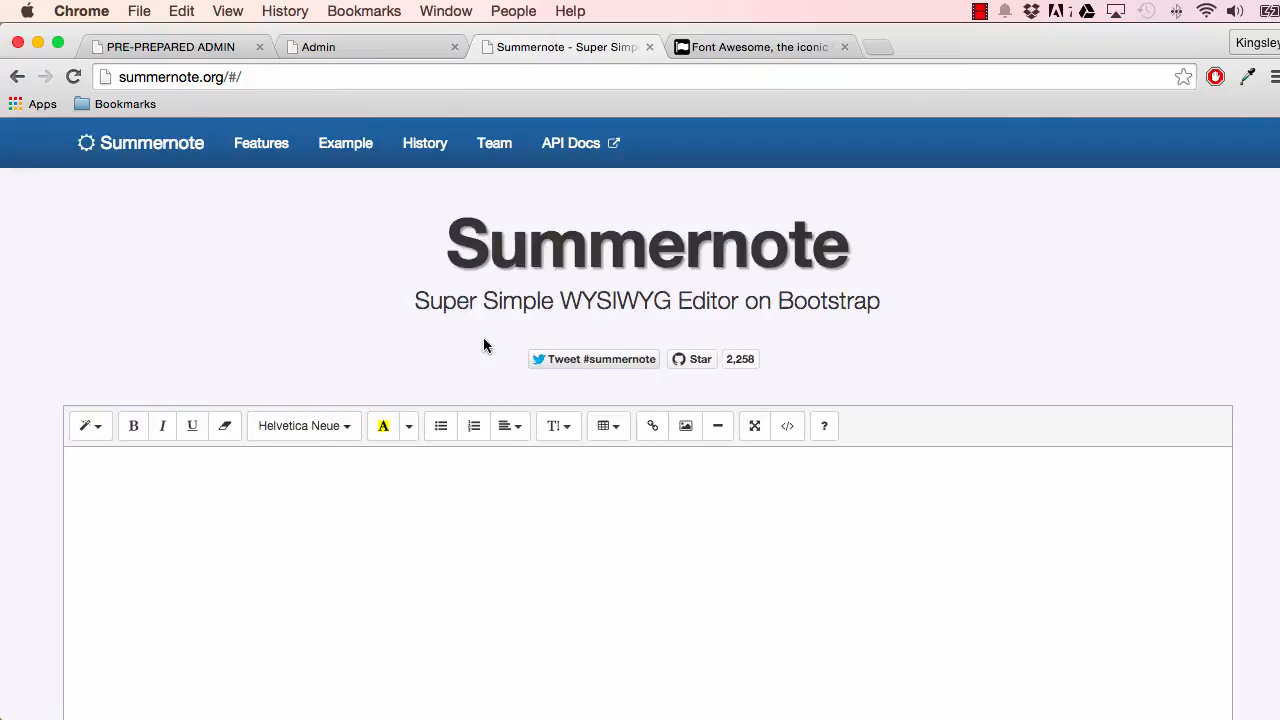 Chrome File Edit View History Bookmarks Window People Help
PRE-PREPARED ADMIN Admin Summernote - Super Simp Font Awesome, the iconic Kingsley
summernote.org/#/
Apps Bookmarks
Summernote Features Example History Team API Docs
Summernote
Super Simple WYSIWYG Editor on Bootstrap
Tweet #summernote Star 2,258
B I U Helvetica Neue A TI </> ?